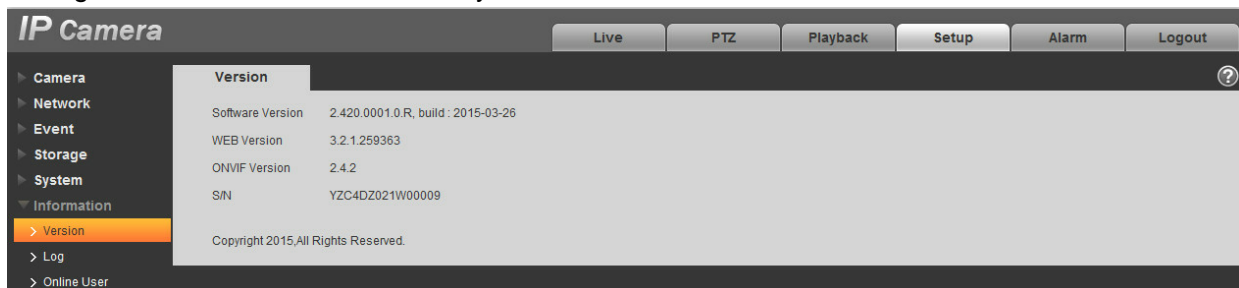 IP Camera
Live PTZ Playback Setup Alarm Logout
Camera
Network
Event
Storage
System
Information
Version
Log
Online User
Version
?
Software Version 2.420.0001.0.R, build : 2015-03-26
WEB Version 3.2.1.259363
ONVIF Version 2.4.2
S/N YZC4DZ021W00009
Copyright 2015,All Rights Reserved.